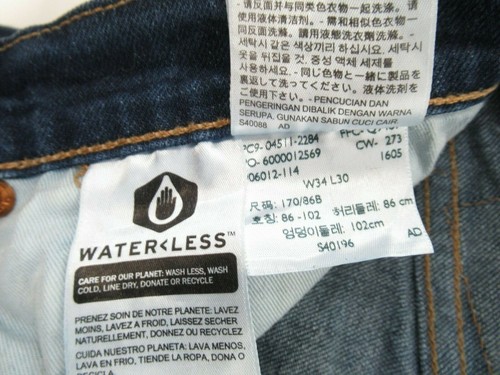 - 请反面并与同类色衣物一起洗涤。请
使用液体清洁剂。- 需和相似色衣物一
同反面洗濯。請用液態洗衣劑洗滌。-
세탁시 같은 색상끼리 하십시요. 세탁시
옷을 뒤집을 것. 중성 액체 세제를
사용하세요. - 同じ色物と一緒に製品を
裏返して洗ってください。液体洗剤を
ご使用下さい。- PENCUCIAN DAN
PENGERINGAN DIBALIK DENGAN WARNA
SERUPA. GUNAKAN SABUN CUCI CAIR.
S40088 AD
PC9- 04511-2284
PO- 6000012569 CW- 273
06012-114 1605
W34 L30
尺码: 170/86B
호칭: 86 -102 허리둘레: 86 cm
엉덩이둘레: 102cm
S40196 AD
WATER<LESS™
CARE FOR OUR PLANET: WASH LESS, WASH
COLD, LINE DRY, DONATE OR RECYCLE
PRENEZ SOIN DE NOTRE PLANETE: LAVEZ
MOINS, LAVEZ A FROID, LAISSEZ SECHER
NATURELLEMENT, DONNEZ OU RECYCLEZ
CUIDA NUESTRO PLANETA: LAVA MENOS,
LAVA EN FRIO, TIENDE LA ROPA, DONA O